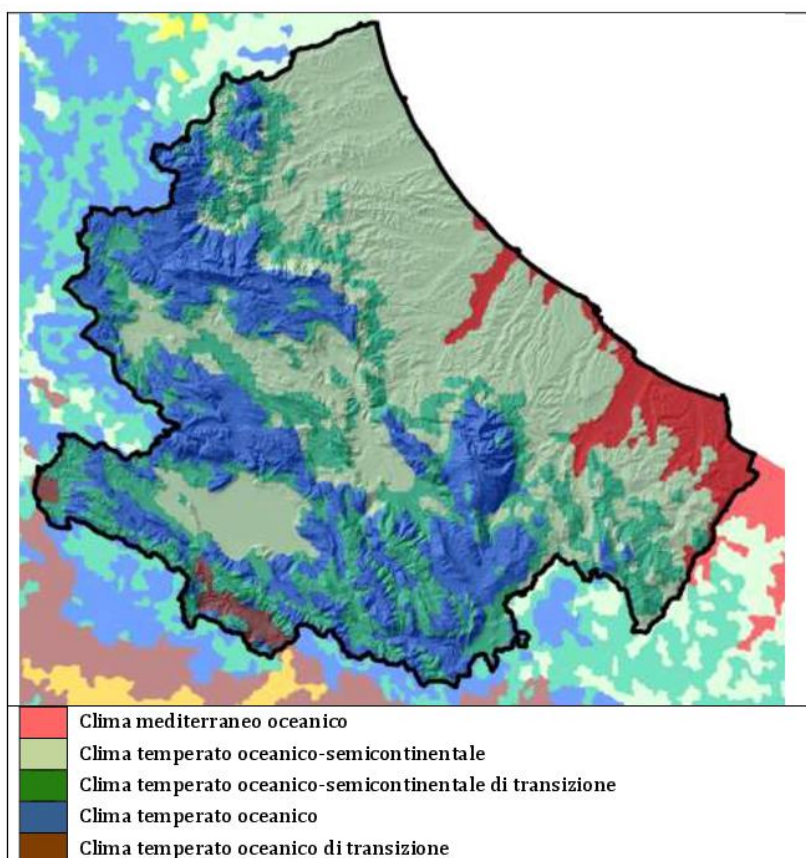 Clima mediterraneo oceanico
Clima temperato oceanico-semicontinentale
Clima temperato oceanico-semicontinentale di transizione
Clima temperato oceanico
Clima temperato oceanico di transizione